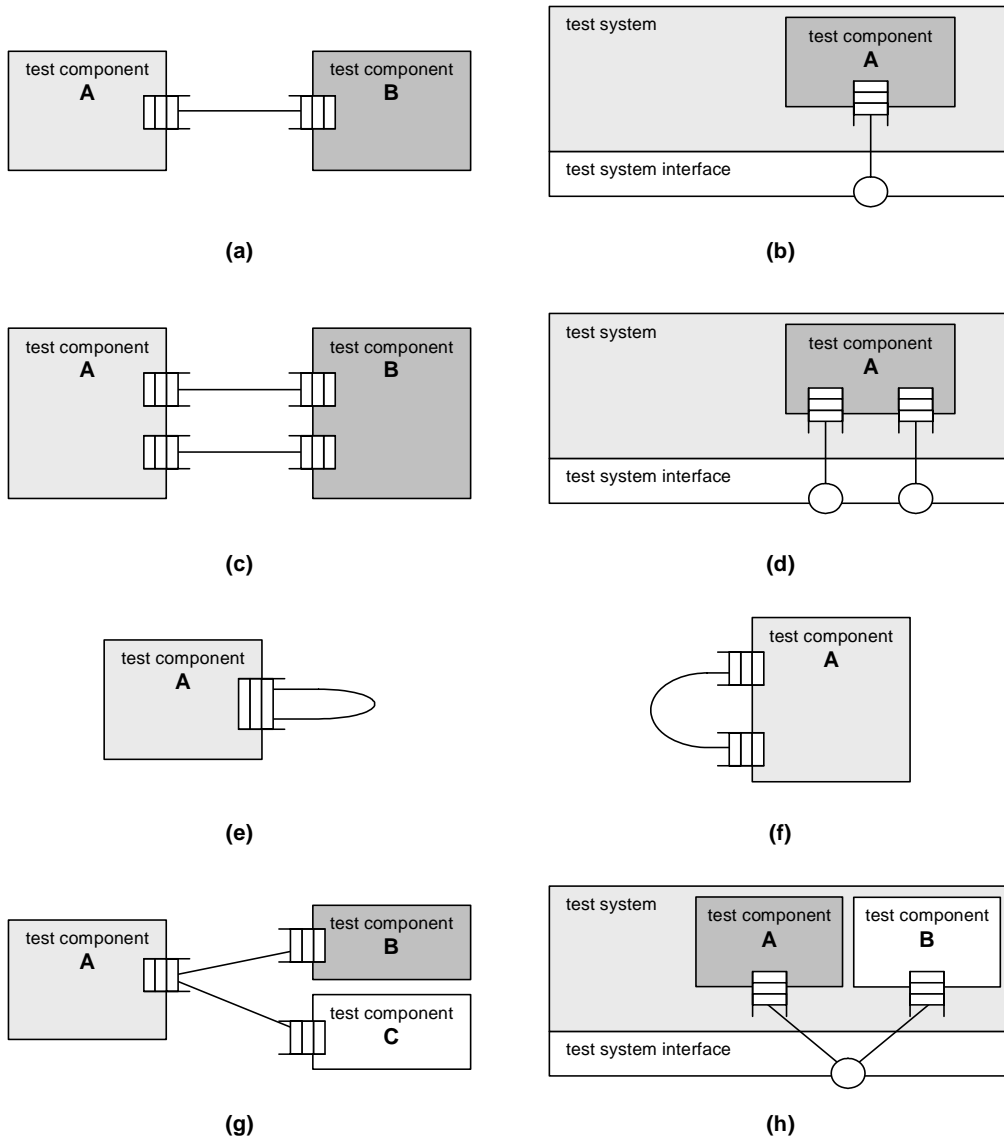 test component
A
test component
B
(a)
test system
test component
A
test system interface
(b)
test component
A
test component
B
(c)
test system
test component
A
test system interface
(d)
test component
A
(e)
test component
A
(f)
test component
A
test component
B
test component
C
(g)
test system
test component
A
test component
B
test system interface
(h)